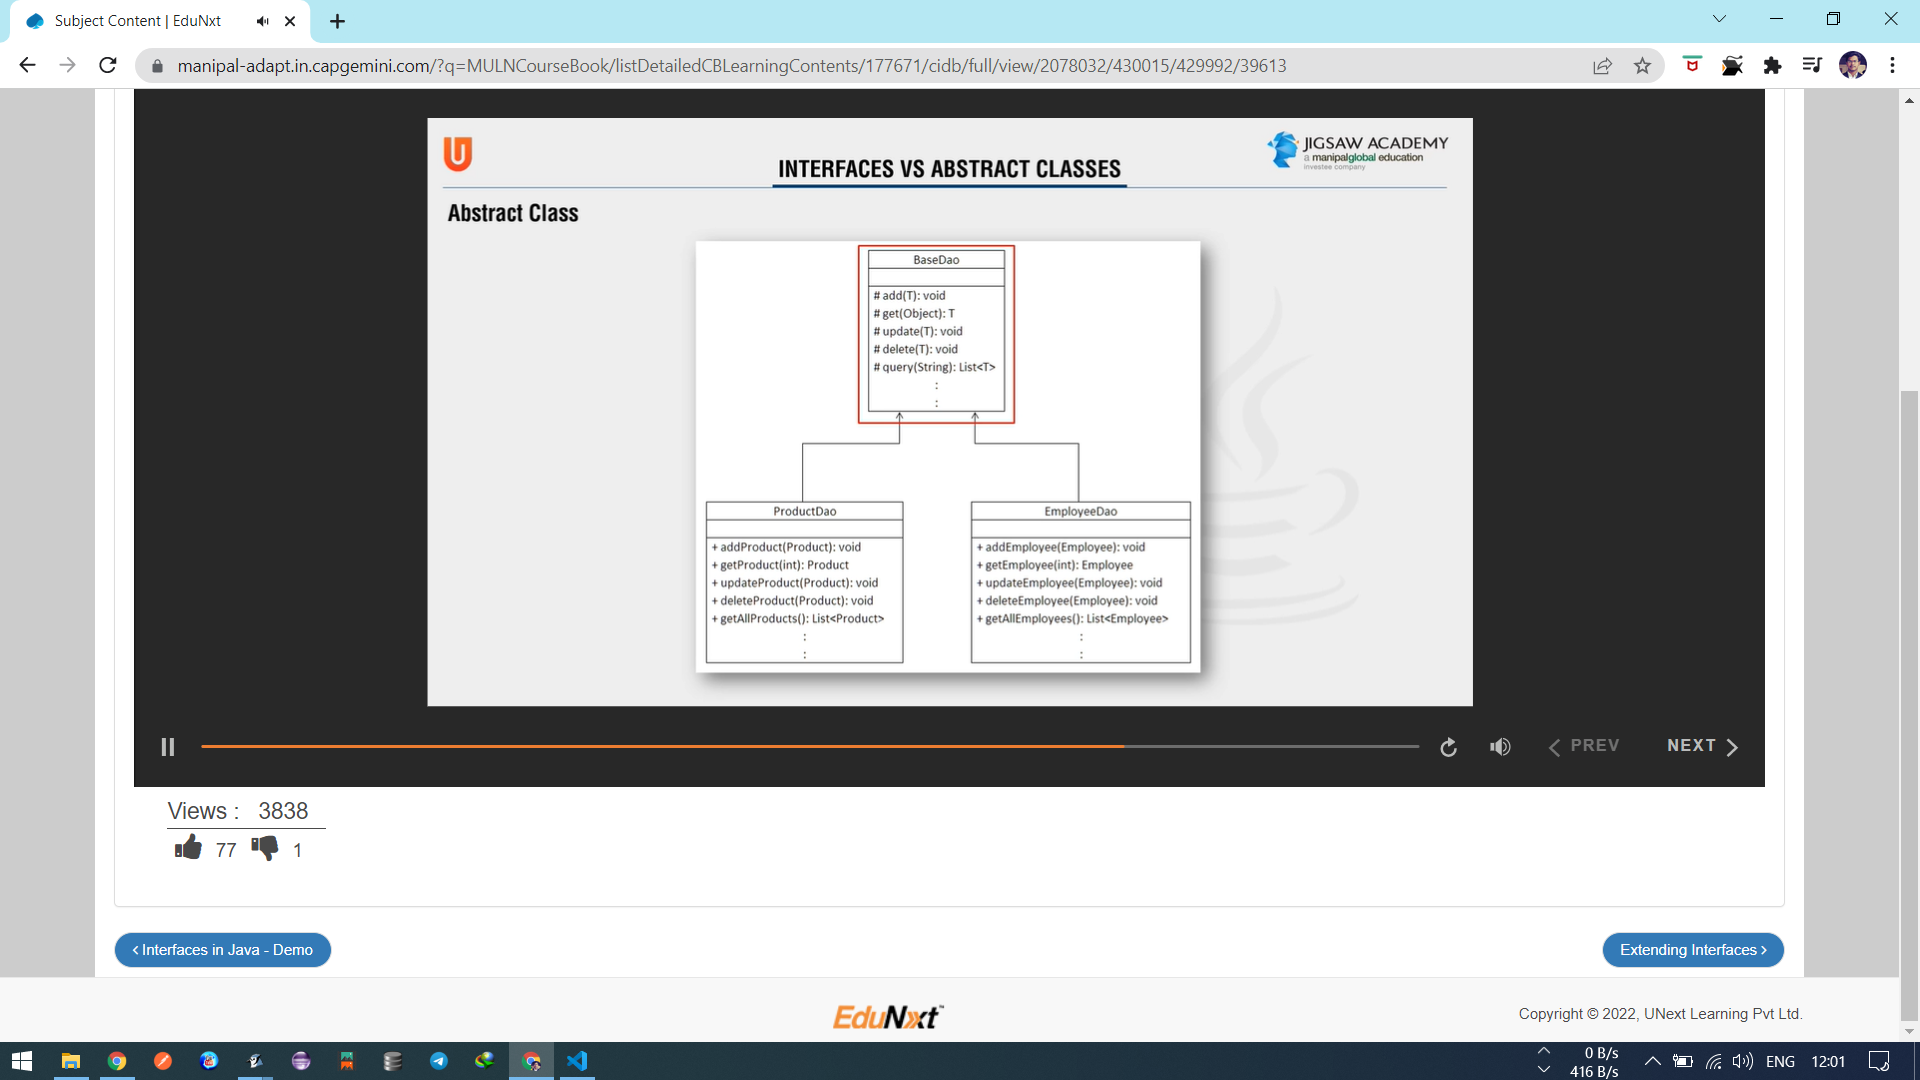 Subject Content | EduNxt
manipal-adapt.in.capgemini.com/?q=MULNCourseBook/listDetailedCBLearningContents/177671/cidb/full/view/2078032/430015/429992/39613
U
JIGSAW ACADEMY
a manipalglobal education
investee company
INTERFACES VS ABSTRACT CLASSES
Abstract Class
BaseDao
# add(T): void
# get(Object): T
# update(T): void
# delete(T): void
# query(String): List<T>
:
:
ProductDao
+ addProduct(Product): void
+ getProduct(int): Product
+ updateProduct(Product): void
+ deleteProduct(Product): void
+ getAllProducts(): List<Product>
:
:
EmployeeDao
+ addEmployee(Employee): void
+ getEmployee(int): Employee
+ updateEmployee(Employee): void
+ deleteEmployee(Employee): void
+ getAllEmployees(): List<Employee>
:
:
PREV
NEXT
Views : 3838
77 1
Interfaces in Java - Demo
Extending Interfaces
EduNxt™
Copyright © 2022, UNext Learning Pvt Ltd.
0 B/s
416 B/s
ENG 12:01